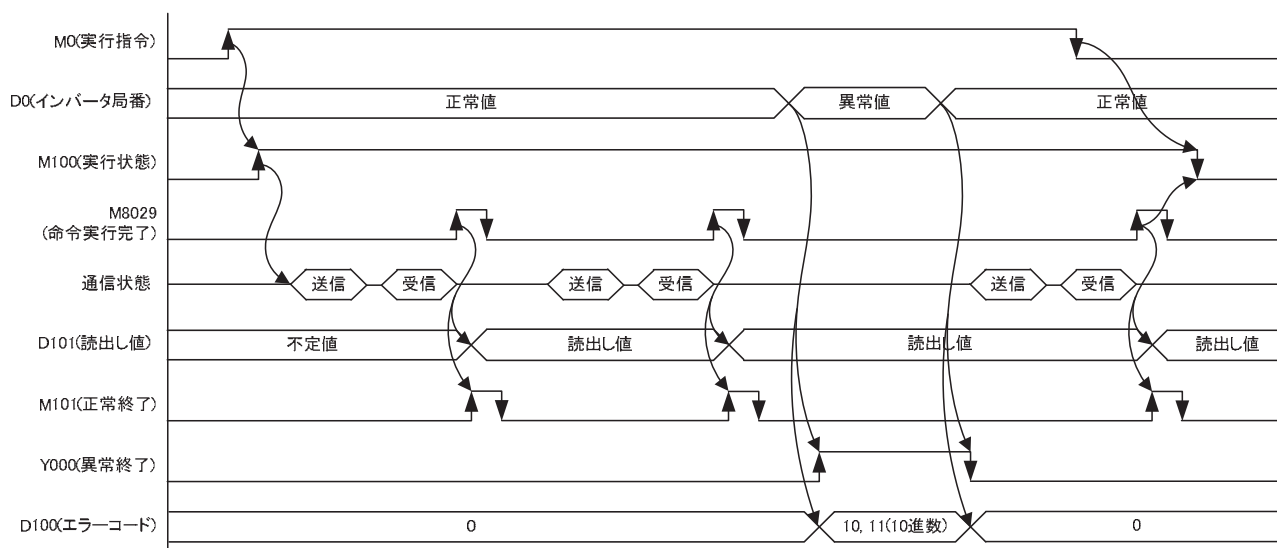 M0(実行指令)
D0(インバータ局番)
正常値
異常値
正常値
M100(実行状態)
M8029
(命令実行完了)
通信状態
送信
受信
送信
受信
送信
受信
D101(読出し値)
不定値
読出し値
読出し値
読出し値
M101(正常終了)
Y000(異常終了)
D100(エラーコード)
0
10, 11(10進数)
0